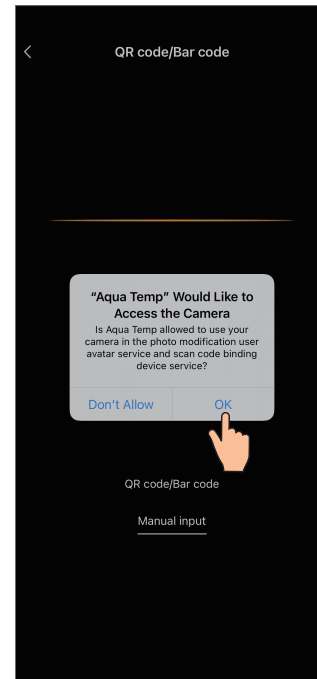 QR code/Bar code
“Aqua Temp” Would Like to
Access the Camera
Is Aqua Temp allowed to use your
camera in the photo modification user
avatar service and scan code binding
device service?
Don't Allow
OK
QR code/Bar code
Manual input